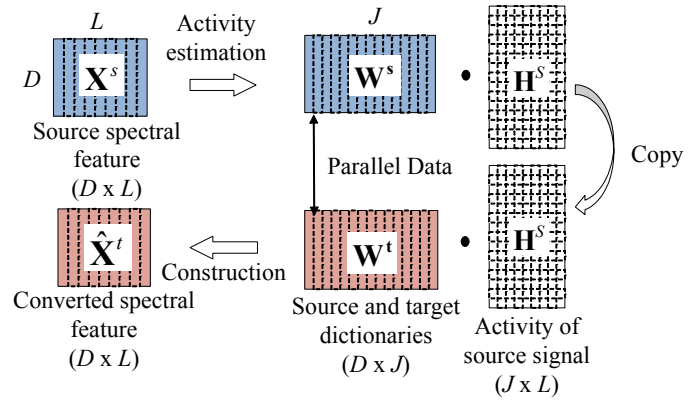 L
Activity
estimation
J
D
X^s
W^s
•
H^S
Source spectral
feature
(D x L)
Parallel Data
Copy
X̂^t
Construction
W^t
•
H^S
Converted spectral
feature
(D x L)
Source and target
dictionaries
(D x J)
Activity of
source signal
(J x L)